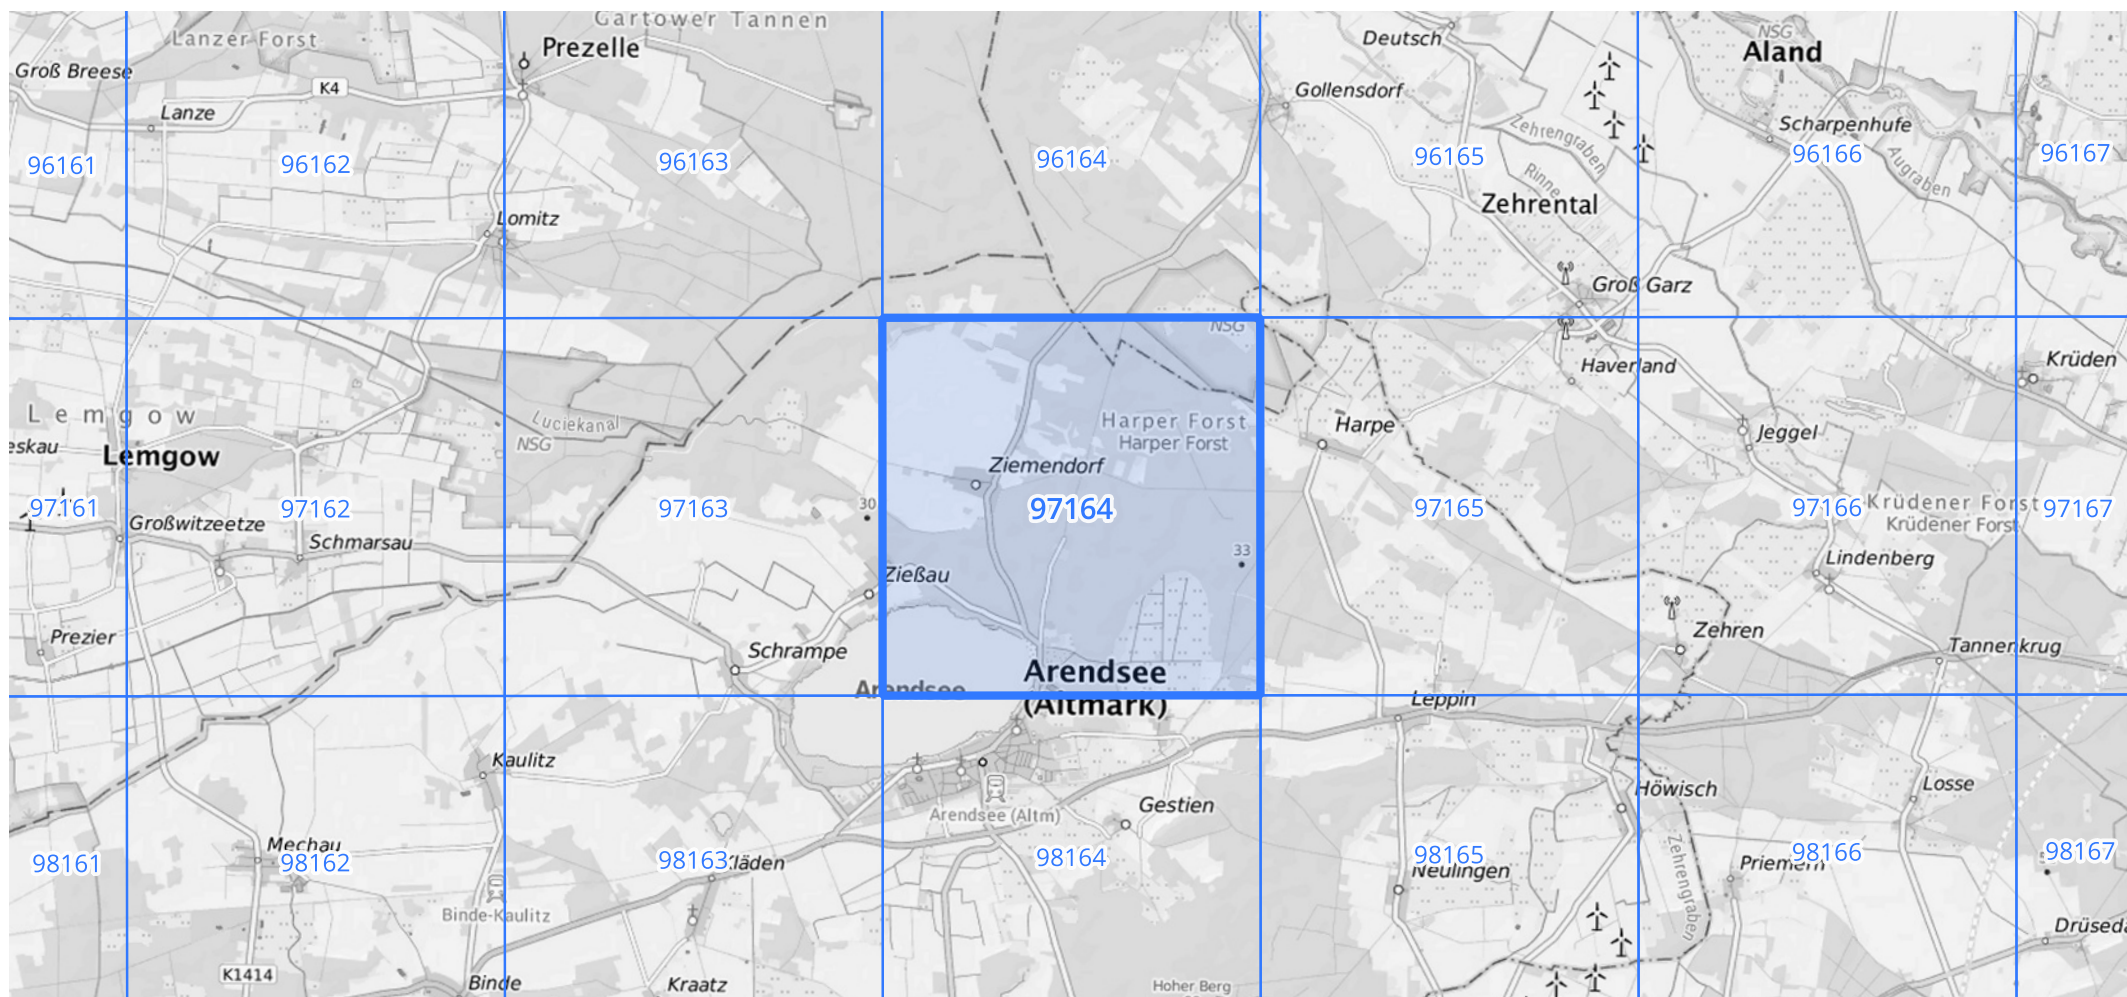 Gartower Tannen
Lanzer Forst
Prezelle
Deutsch
NSG
Aland
Groß Breese
K4
Lanze
Gollensdorf
Zehrengraben
Scharpenhufe
96161
96162
96163
96164
96165
96166
96167
Rinne
Augraben
Zehrental
Lomitz
Groß Garz
NSG
Haverland
Krüden
Lemgow
Luciekanal
NSG
Harper Forst
Harper Forst
Harpe
Jeggel
eskau
Lemgow
Ziemendorf
30
97161
97162
97163
97164
97165
97166
97167
Krüdener Forst
Krüdener Forst
Großwitzeetze
Schmarsau
33
Lindenberg
Zießau
Prezier
Schrampe
Zehren
Tannenkrug
Arendsee
Arendsee
(Altmark)
Leppin
Kaulitz
Höwisch
Losse
Arendsee (Altm)
Gestien
Zehrengraben
Mechau
98161
98162
98163
98164
98165
98166
98167
Kläden
Neulingen
Priemern
Binde-Kaulitz
Drüseda
K1414
Binde
Kraatz
Hoher Berg